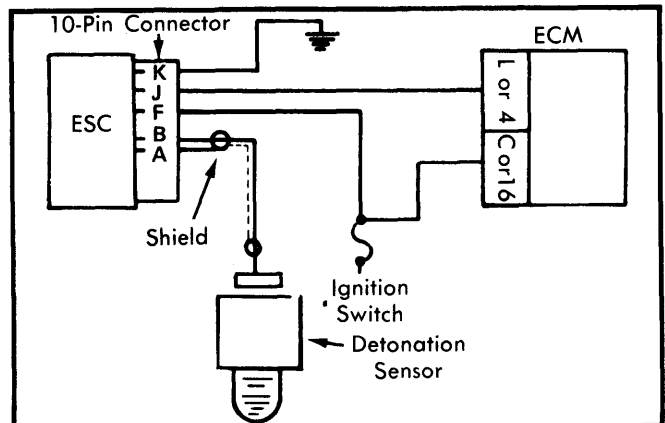 10-Pin Connector
ECM
K
J
F
B
A
ESC
L or 4
C or 16
Shield
Ignition
Switch
Detonation
Sensor